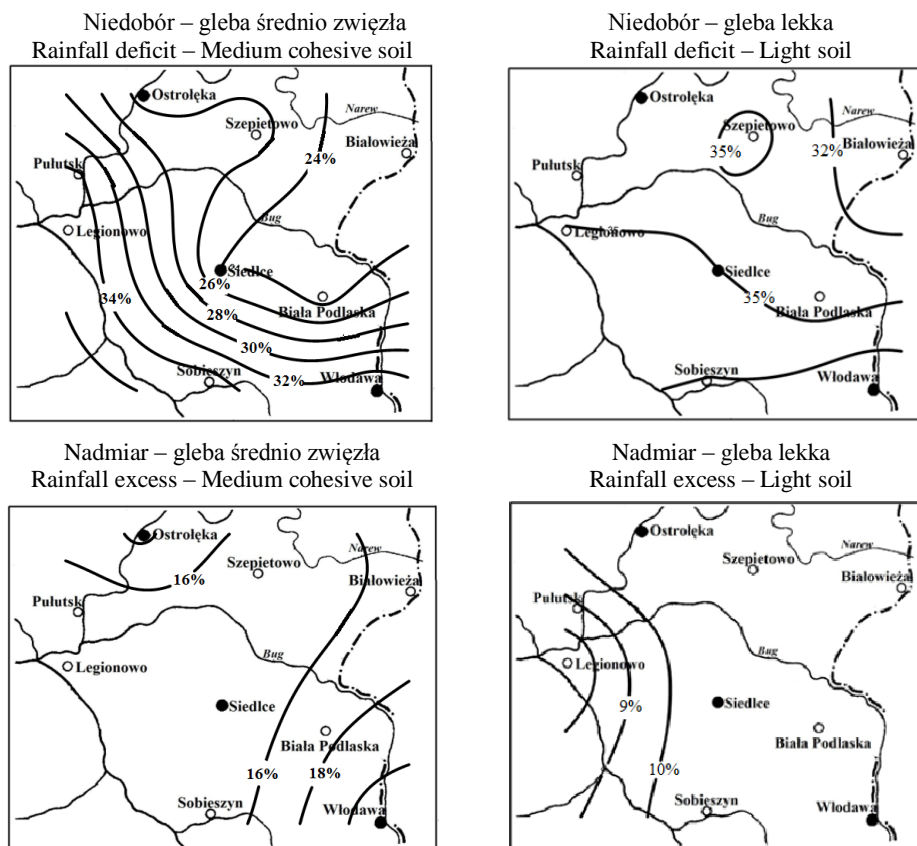 Niedobór – gleba średnio zwięzła
Rainfall deficit – Medium cohesive soil
Ostrołęka
Szepietowo
Narew
Białowieża
24%
Pułutsk
Bug
Legionowo
Siedlce
26%
Biała Podlaska
34%
28%
30%
Sobieszyn
32%
Włodawa
Niedobór – gleba lekka
Rainfall deficit – Light soil
Ostrołęka
Narew
Szepietowo
35%
32%
Białowieża
Pułutsk
Bug
Legionowo
Siedlce
35%
Biała Podlaska
Sobieszyn
Włodawa
Nadmiar – gleba średnio zwięzła
Rainfall excess – Medium cohesive soil
Ostrołęka
Narew
16%
Szepietowo
Białowieża
Pułutsk
Bug
Legionowo
Siedlce
Biała Podlaska
16%
18%
Sobieszyn
Włodawa
Nadmiar – gleba lekka
Rainfall excess – Light soil
Ostrołęka
Narew
Szepietowo
Białowieża
Pułutsk
Bug
Legionowo
Siedlce
9%
Biała Podlaska
10%
Sobieszyn
Włodawa